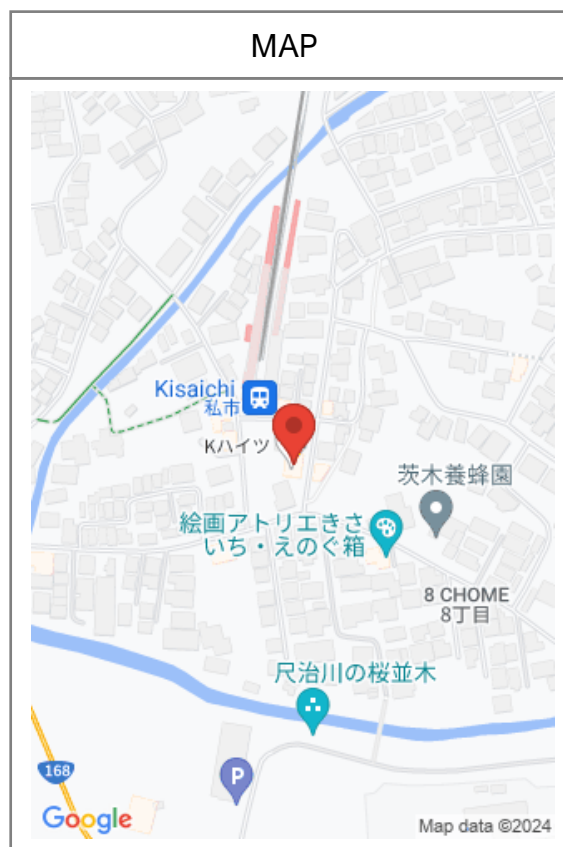 MAP
Kisaichi
私市
Kハイツ
茨木養蜂園
絵画アトリエきさ
いち・えのぐ箱
8 CHOME
8丁目
尺治川の桜並木
P
168
Google
Map data ©2024